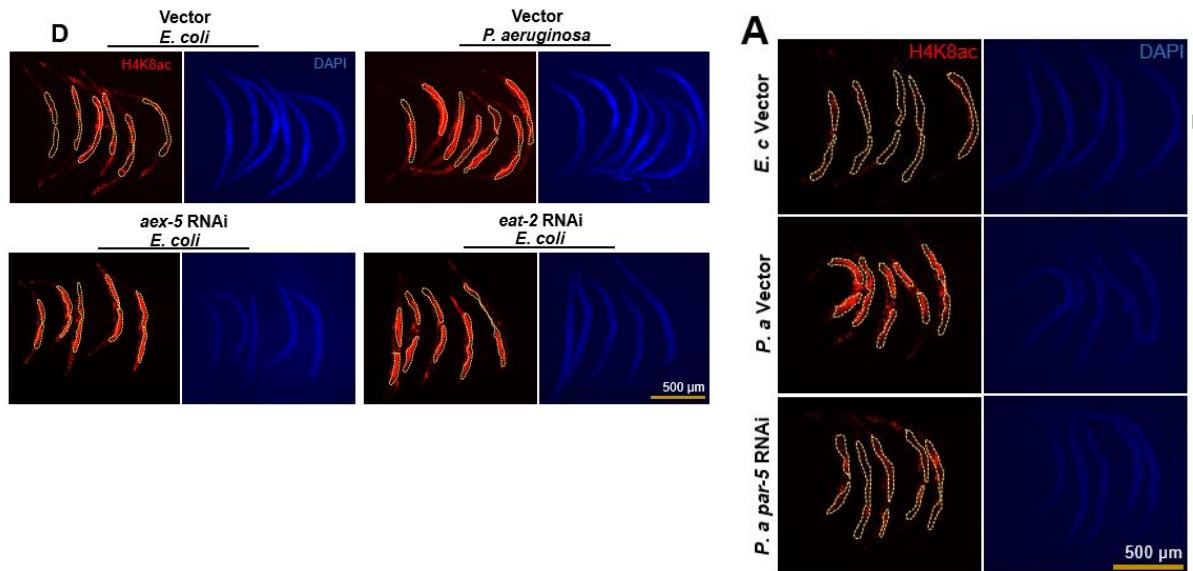 D
Vector
E. coli
Vector
P. aeruginosa
H4K8ac
DAPI
aex-5 RNAi
E. coli
eat-2 RNAi
E. coli
500 µm
A
H4K8ac
DAPI
E. c Vector
P. a Vector
P. a par-5 RNAi
500 µm